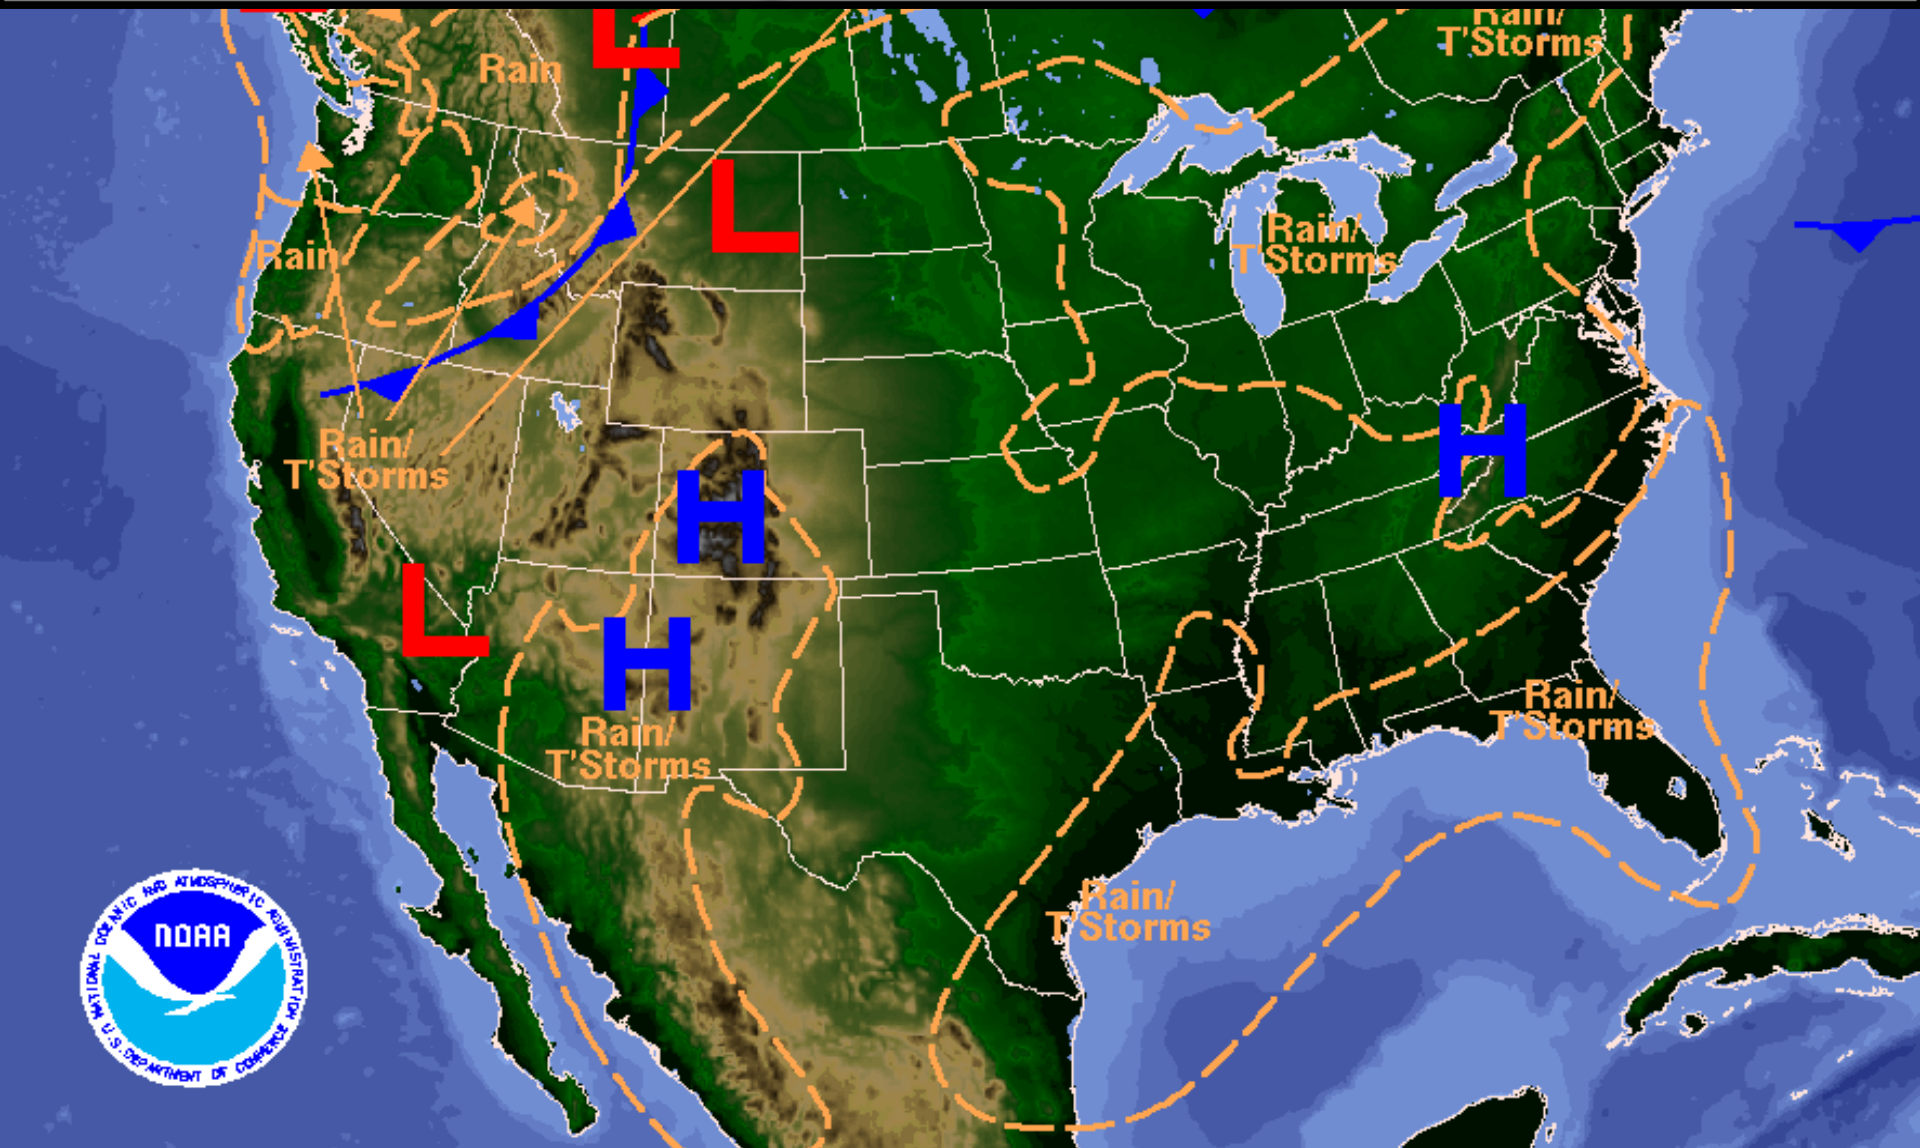 Rain/
T'Storms
L
Rain
L
Rain
Rain/
T'Storms
Rain/
T'Storms
H
H
L
H
Rain/
T'Storms
Rain/
T'Storms
Rain/
T'Storms
NATIONAL OCEANIC AND ATMOSPHERIC ADMINISTRATION
NOAA
U.S. DEPARTMENT OF COMMERCE